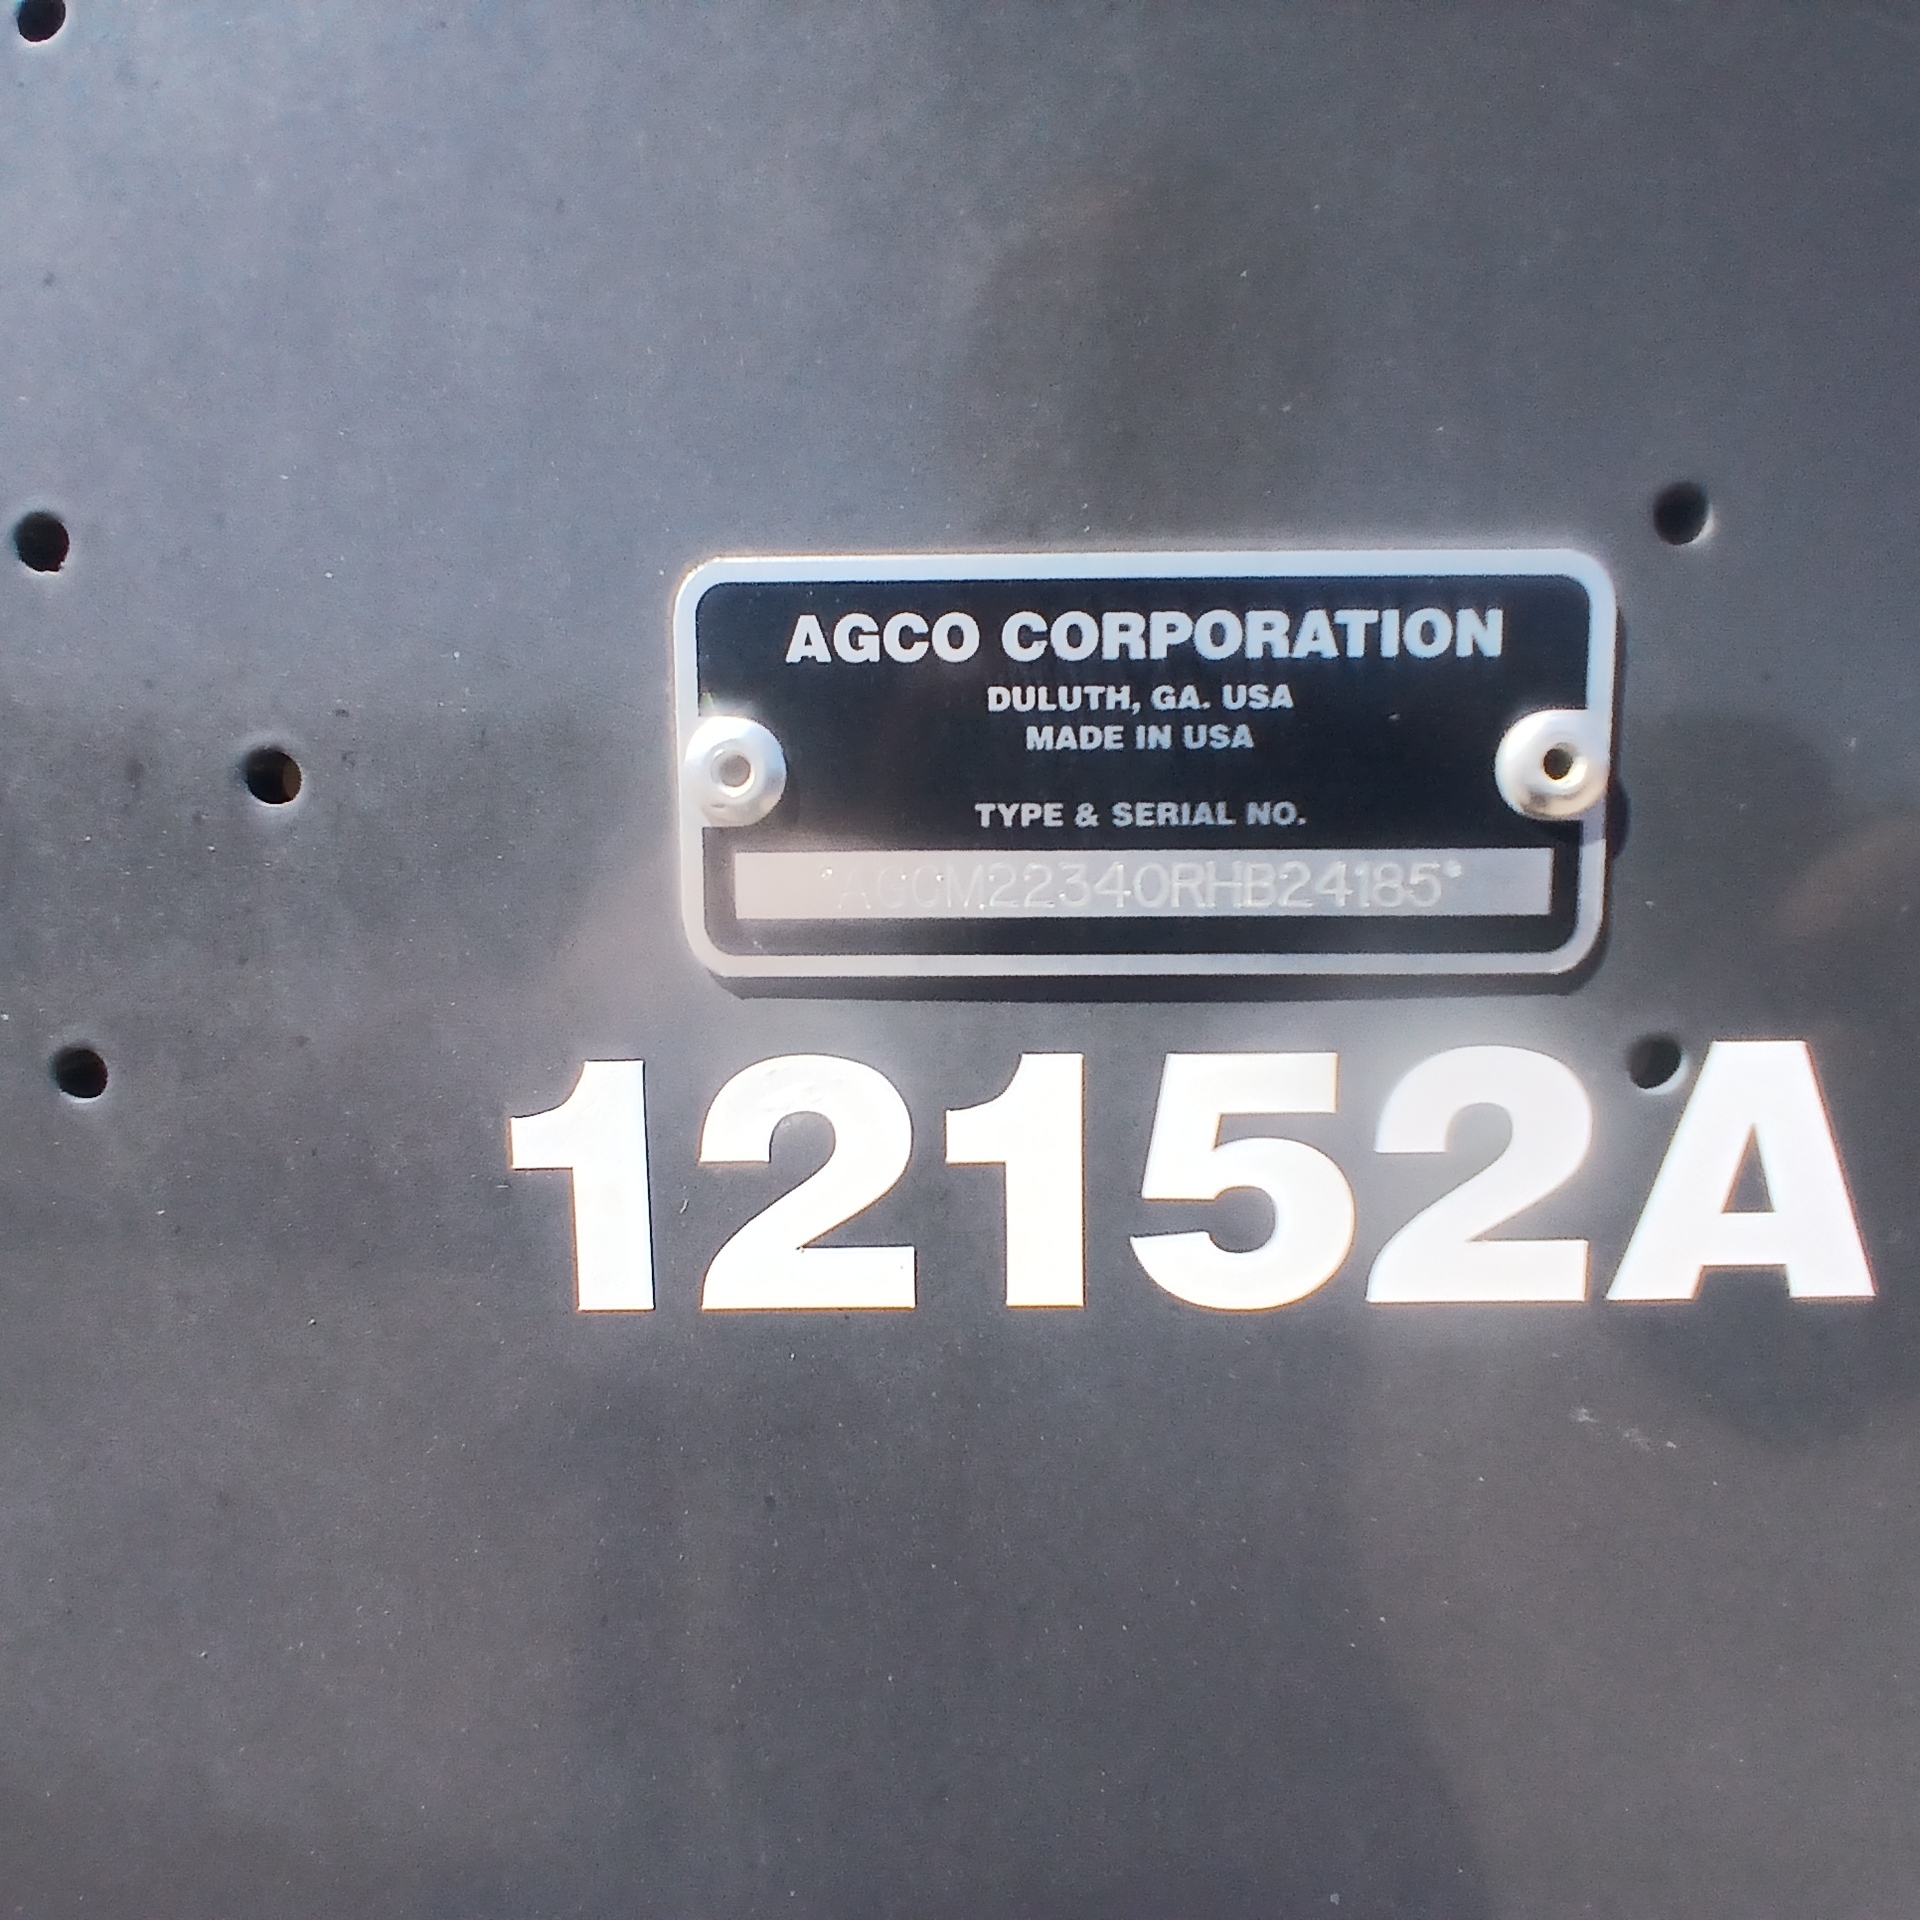 AGCO CORPORATION
DULUTH, GA. USA
MADE IN USA
TYPE & SERIAL NO.
*AGCM22340RHB24185*
12152A